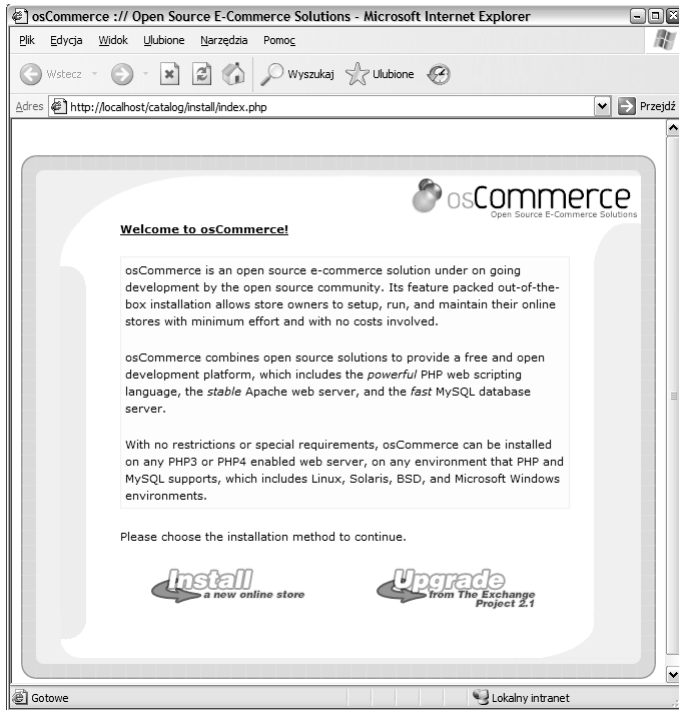 osCommerce :// Open Source E-Commerce Solutions - Microsoft Internet Explorer
Plik Edycja Widok Ulubione Narzędzia Pomoc
Wstecz Wyszukaj Ulubione
Adres http://localhost/catalog/install/index.php Przejdź
osCommerce
Open Source E-Commerce Solutions
Welcome to osCommerce!
osCommerce is an open source e-commerce solution under on going
development by the open source community. Its feature packed out-of-the-
box installation allows store owners to setup, run, and maintain their online
stores with minimum effort and with no costs involved.
osCommerce combines open source solutions to provide a free and open
development platform, which includes the powerful PHP web scripting
language, the stable Apache web server, and the fast MySQL database
server.
With no restrictions or special requirements, osCommerce can be installed
on any PHP3 or PHP4 enabled web server, on any environment that PHP and
MySQL supports, which includes Linux, Solaris, BSD, and Microsoft Windows
environments.
Please choose the installation method to continue.
Install
a new online store
Upgrade
from The Exchange
Project 2.1
Gotowe Lokalny intranet